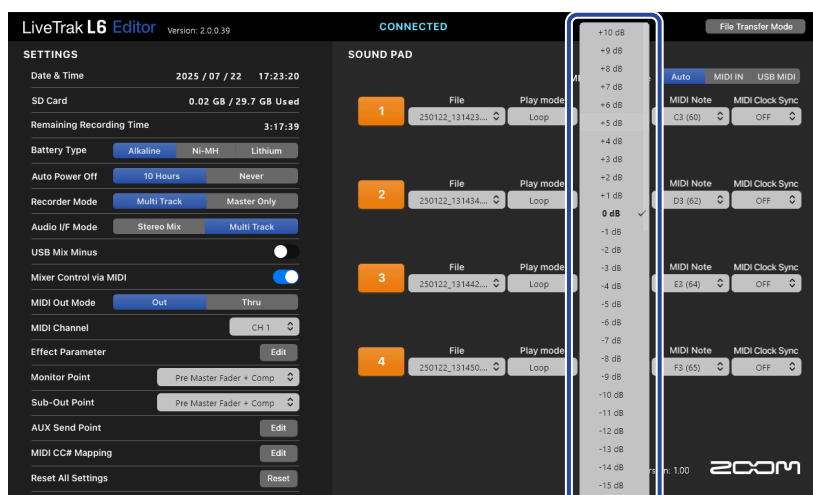 LiveTrak L6 Editor Version: 2.0.0.39
CONNECTED
File Transfer Mode
SETTINGS
Date & Time 2025 / 07 / 22 17:23:20
SD Card 0.02 GB / 29.7 GB Used
Remaining Recording Time 3:17:39
Battery Type Alkaline Ni-MH Lithium
Auto Power Off 10 Hours Never
Recorder Mode Multi Track Master Only
Audio I/F Mode Stereo Mix Multi Track
USB Mix Minus
Mixer Control via MIDI
MIDI Out Mode Out Thru
MIDI Channel CH 1
Effect Parameter Edit
Monitor Point Pre Master Fader + Comp
Sub-Out Point Pre Master Fader + Comp
AUX Send Point Edit
MIDI CC# Mapping Edit
Reset All Settings Reset
SOUND PAD
Auto MIDI IN USB MIDI
File Play mode MIDI Note MIDI Clock Sync
1 250122_131423.... Loop C3 (60) OFF
File Play mode MIDI Note MIDI Clock Sync
2 250122_131434.... Loop D3 (62) OFF
File Play mode MIDI Note MIDI Clock Sync
3 250122_131442.... Loop E3 (64) OFF
File Play mode MIDI Note MIDI Clock Sync
4 250122_131450.... Loop F3 (65) OFF
+10 dB
+9 dB
+8 dB
+7 dB
+6 dB
+5 dB
+4 dB
+3 dB
+2 dB
+1 dB
0 dB ✓
-1 dB
-2 dB
-3 dB
-4 dB
-5 dB
-6 dB
-7 dB
-8 dB
-9 dB
-10 dB
-11 dB
-12 dB
-13 dB
-14 dB
-15 dB
1.00
ZOOM